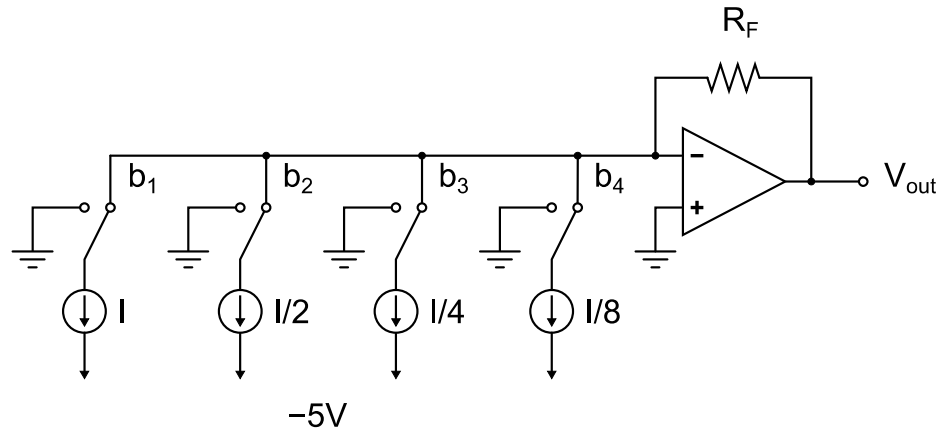 R_F
b_1 b_2 b_3 b_4
− + V_out
I I/2 I/4 I/8
−5V